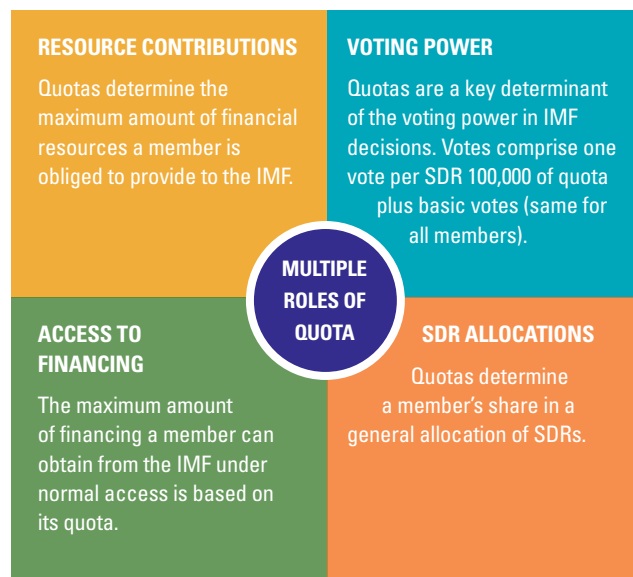 RESOURCE CONTRIBUTIONS
Quotas determine the
maximum amount of financial
resources a member is
obliged to provide to the IMF.
VOTING POWER
Quotas are a key determinant
of the voting power in IMF
decisions. Votes comprise one
vote per SDR 100,000 of quota
plus basic votes (same for
all members).
MULTIPLE
ROLES OF
QUOTA
ACCESS TO
FINANCING
The maximum amount
of financing a member can
obtain from the IMF under
normal access is based on
its quota.
SDR ALLOCATIONS
Quotas determine
a member’s share in a
general allocation of SDRs.